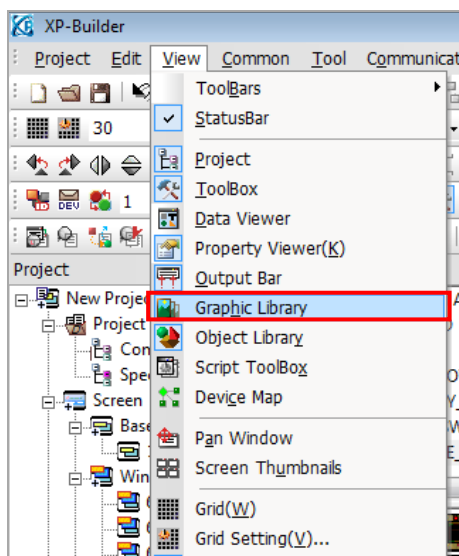 XP-Builder
Project Edit View Common Tool Communicat
ToolBars
30 StatusBar
Project
1 ToolBox
DEV
Data Viewer
Property Viewer(K)
Project Output Bar
New Projec Graphic Library
Project Object Library
Con Script ToolBox
Spe
Screen Device Map
Base Pan Window
Screen Thumbnails
Win
Grid(W)
Grid Setting(V)...